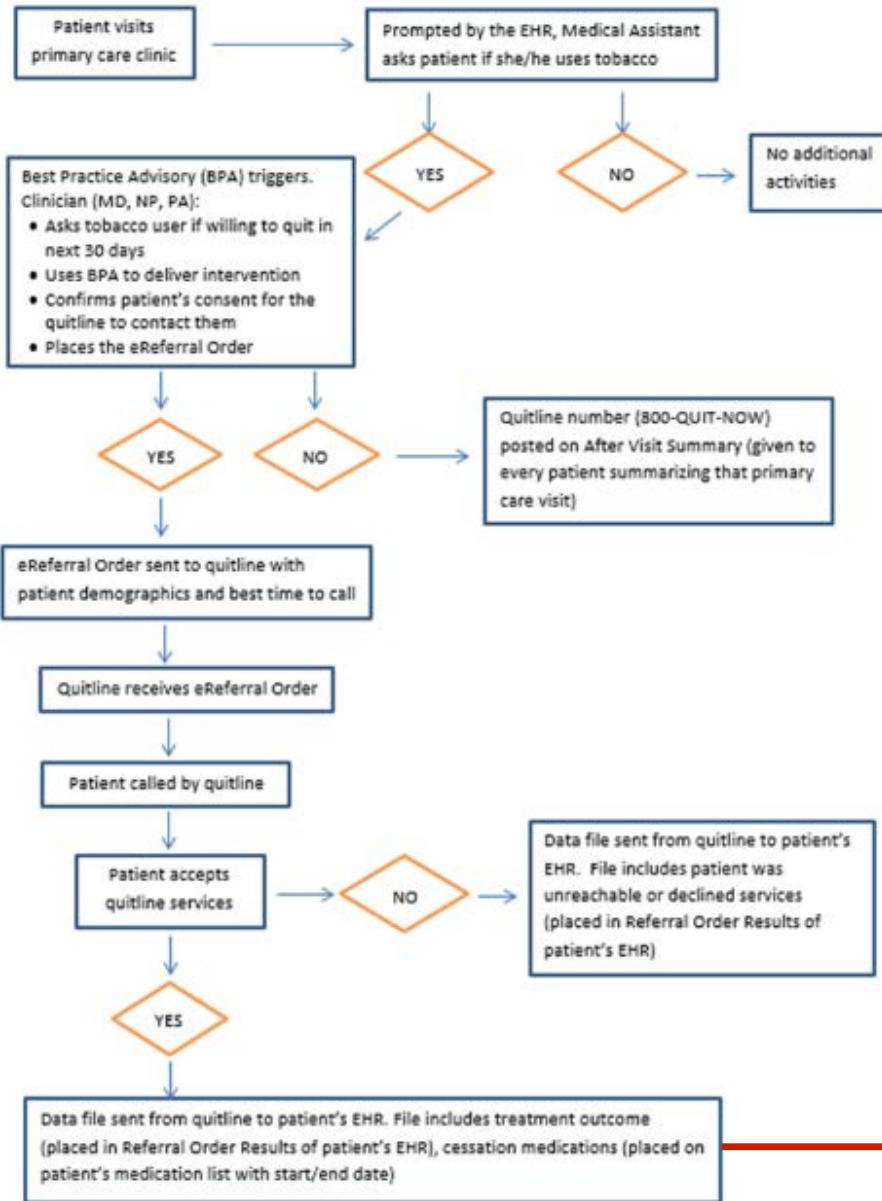 Patient visits
primary care clinic
Prompted by the EHR, Medical Assistant
asks patient if she/he uses tobacco
YES
NO
No additional
activities
Best Practice Advisory (BPA) triggers.
Clinician (MD, NP, PA):
• Asks tobacco user if willing to quit in
next 30 days
• Uses BPA to deliver intervention
• Confirms patient's consent for the
quitline to contact them
• Places the eReferral Order
YES
NO
Quitline number (800-QUIT-NOW)
posted on After Visit Summary (given to
every patient summarizing that primary
care visit)
eReferral Order sent to quitline with
patient demographics and best time to call
Quitline receives eReferral Order
Patient called by quitline
Patient accepts
quitline services
NO
Data file sent from quitline to patient's
EHR. File includes patient was
unreachable or declined services
(placed in Referral Order Results of
patient's EHR)
YES
Data file sent from quitline to patient's EHR. File includes treatment outcome
(placed in Referral Order Results of patient's EHR), cessation medications (placed on
patient's medication list with start/end date)